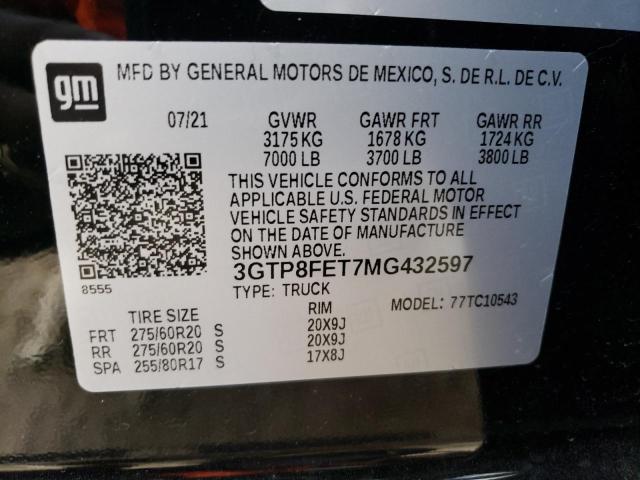 gm
MFD BY GENERAL MOTORS DE MEXICO, S. DE R.L. DE C.V.
07/21 GVWR GAWR FRT GAWR RR
3175 KG 1678 KG 1724 KG
7000 LB 3700 LB 3800 LB
THIS VEHICLE CONFORMS TO ALL
APPLICABLE U.S. FEDERAL MOTOR
VEHICLE SAFETY STANDARDS IN EFFECT
ON THE DATE OF MANUFACTURE
SHOWN ABOVE.
8555
3GTP8FET7MG432597
TYPE: TRUCK MODEL: 77TC10543
TIRE SIZE RIM
FRT 275/60R20 S 20X9J
RR 275/60R20 S 20X9J
SPA 255/80R17 S 17X8J